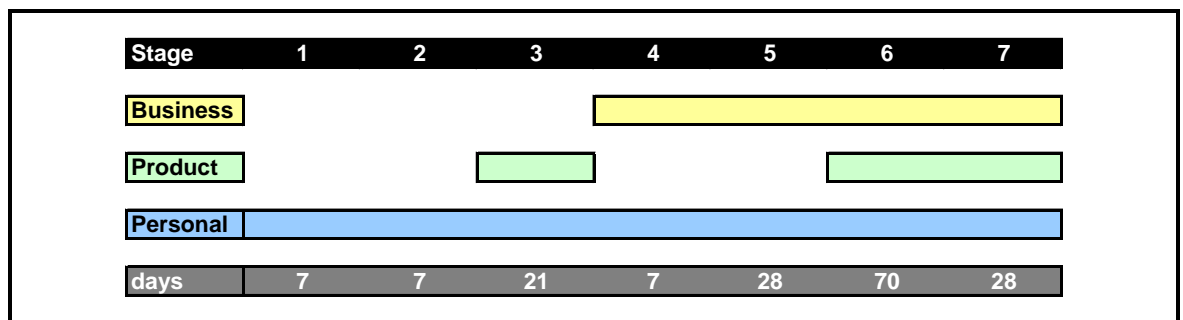 Stage 1 2 3 4 5 6 7
Business
Product
Personal
days 7 7 21 7 28 70 28